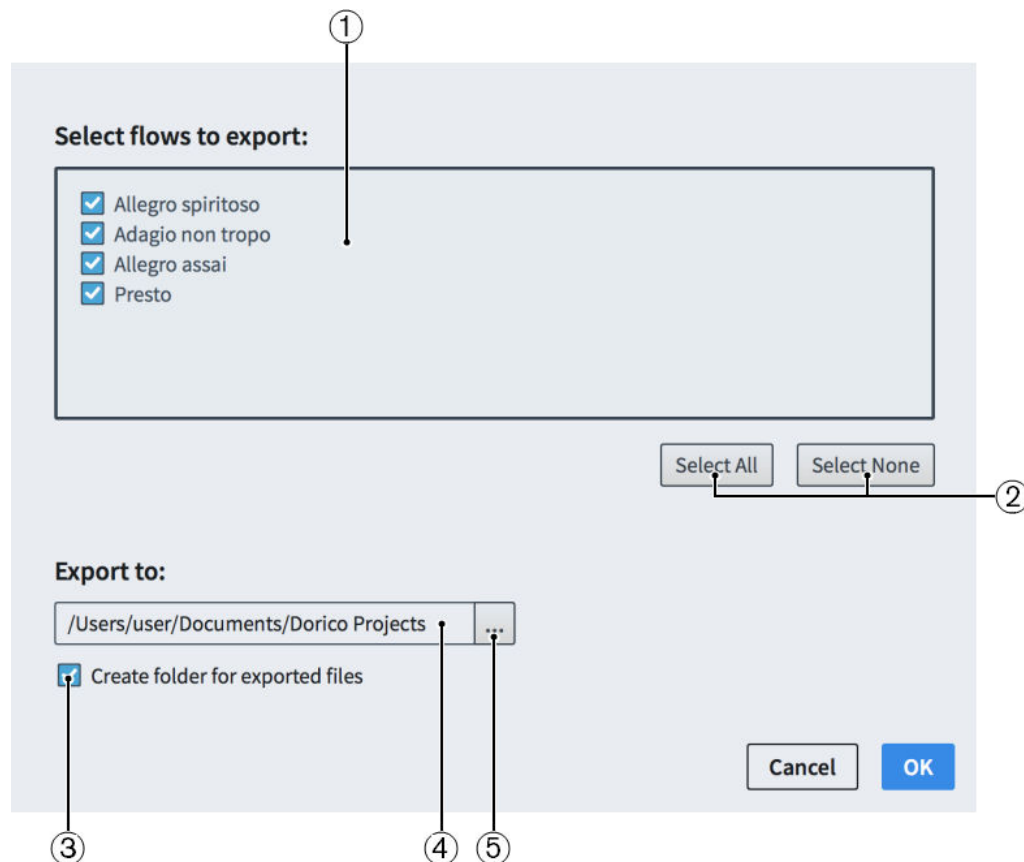 ①
Select flows to export:
Allegro spiritoso
Adagio non tropo
Allegro assai
Presto
Select All
Select None
②
Export to:
/Users/user/Documents/Dorico Projects
...
Create folder for exported files
Cancel
OK
③
④
⑤